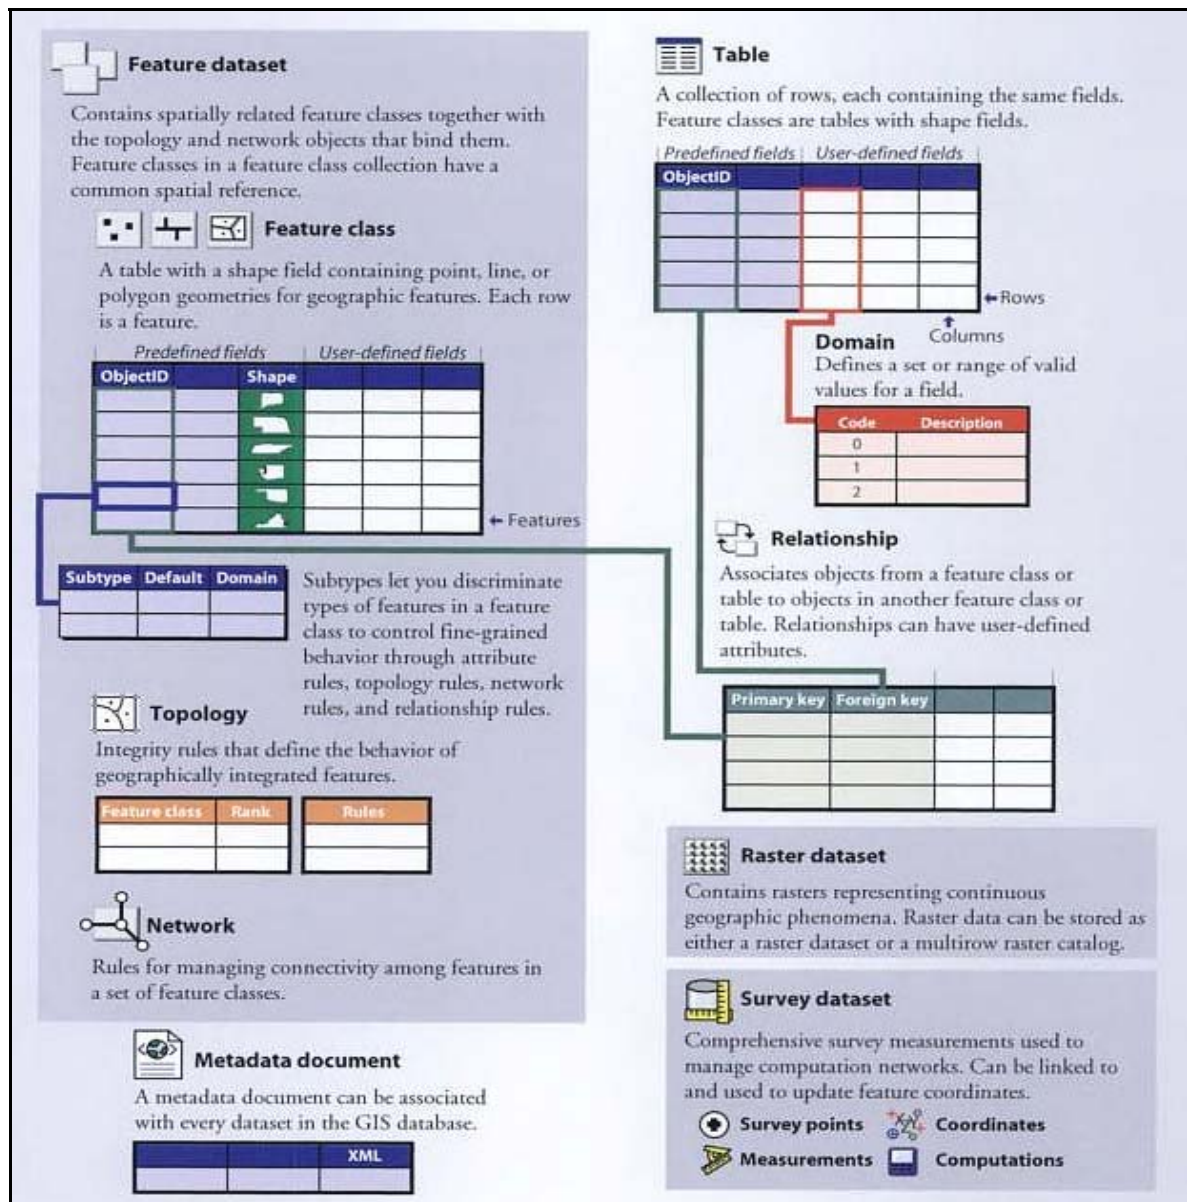 Feature dataset
Contains spatially related feature classes together with
the topology and network objects that bind them.
Feature classes in a feature class collection have a
common spatial reference.
Feature class
A table with a shape field containing point, line, or
polygon geometries for geographic features. Each row
is a feature.
Predefined fields User-defined fields
ObjectID Shape
Features
Subtype Default Domain
Subtypes let you discriminate
types of features in a feature
class to control fine-grained
behavior through attribute
rules, topology rules, network
rules, and relationship rules.
Topology
Integrity rules that define the behavior of
geographically integrated features.
Feature class Rank Rules
Network
Rules for managing connectivity among features in
a set of feature classes.
Metadata document
A metadata document can be associated
with every dataset in the GIS database.
XML
Table
A collection of rows, each containing the same fields.
Feature classes are tables with shape fields.
Predefined fields User-defined fields
ObjectID
Rows
Columns
Domain
Defines a set or range of valid
values for a field.
Code Description
0
1
2
Relationship
Associates objects from a feature class or
table to objects in another feature class or
table. Relationships can have user-defined
attributes.
Primary key Foreign key
Raster dataset
Contains rasters representing continuous
geographic phenomena. Raster data can be stored as
either a raster dataset or a multirow raster catalog.
Survey dataset
Comprehensive survey measurements used to
manage computation networks. Can be linked to
and used to update feature coordinates.
Survey points Coordinates
Measurements Computations